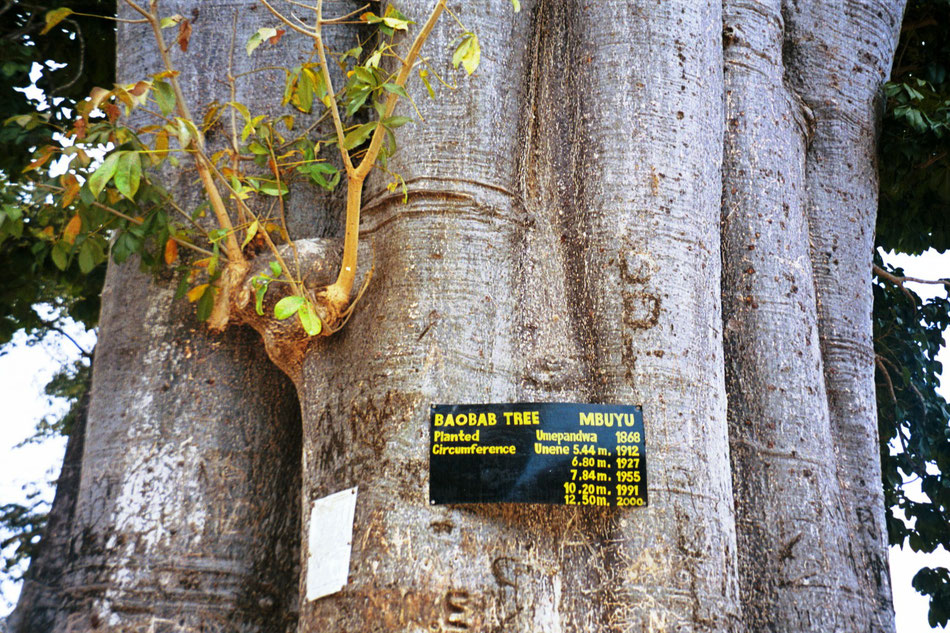 BAOBAB TREE MBUYU
Planted Umepandwa 1868
Circumference Unene 5.44 m. 1912
6.80 m. 1927
7.84 m. 1955
10.20 m. 1991
12.50 m. 2000